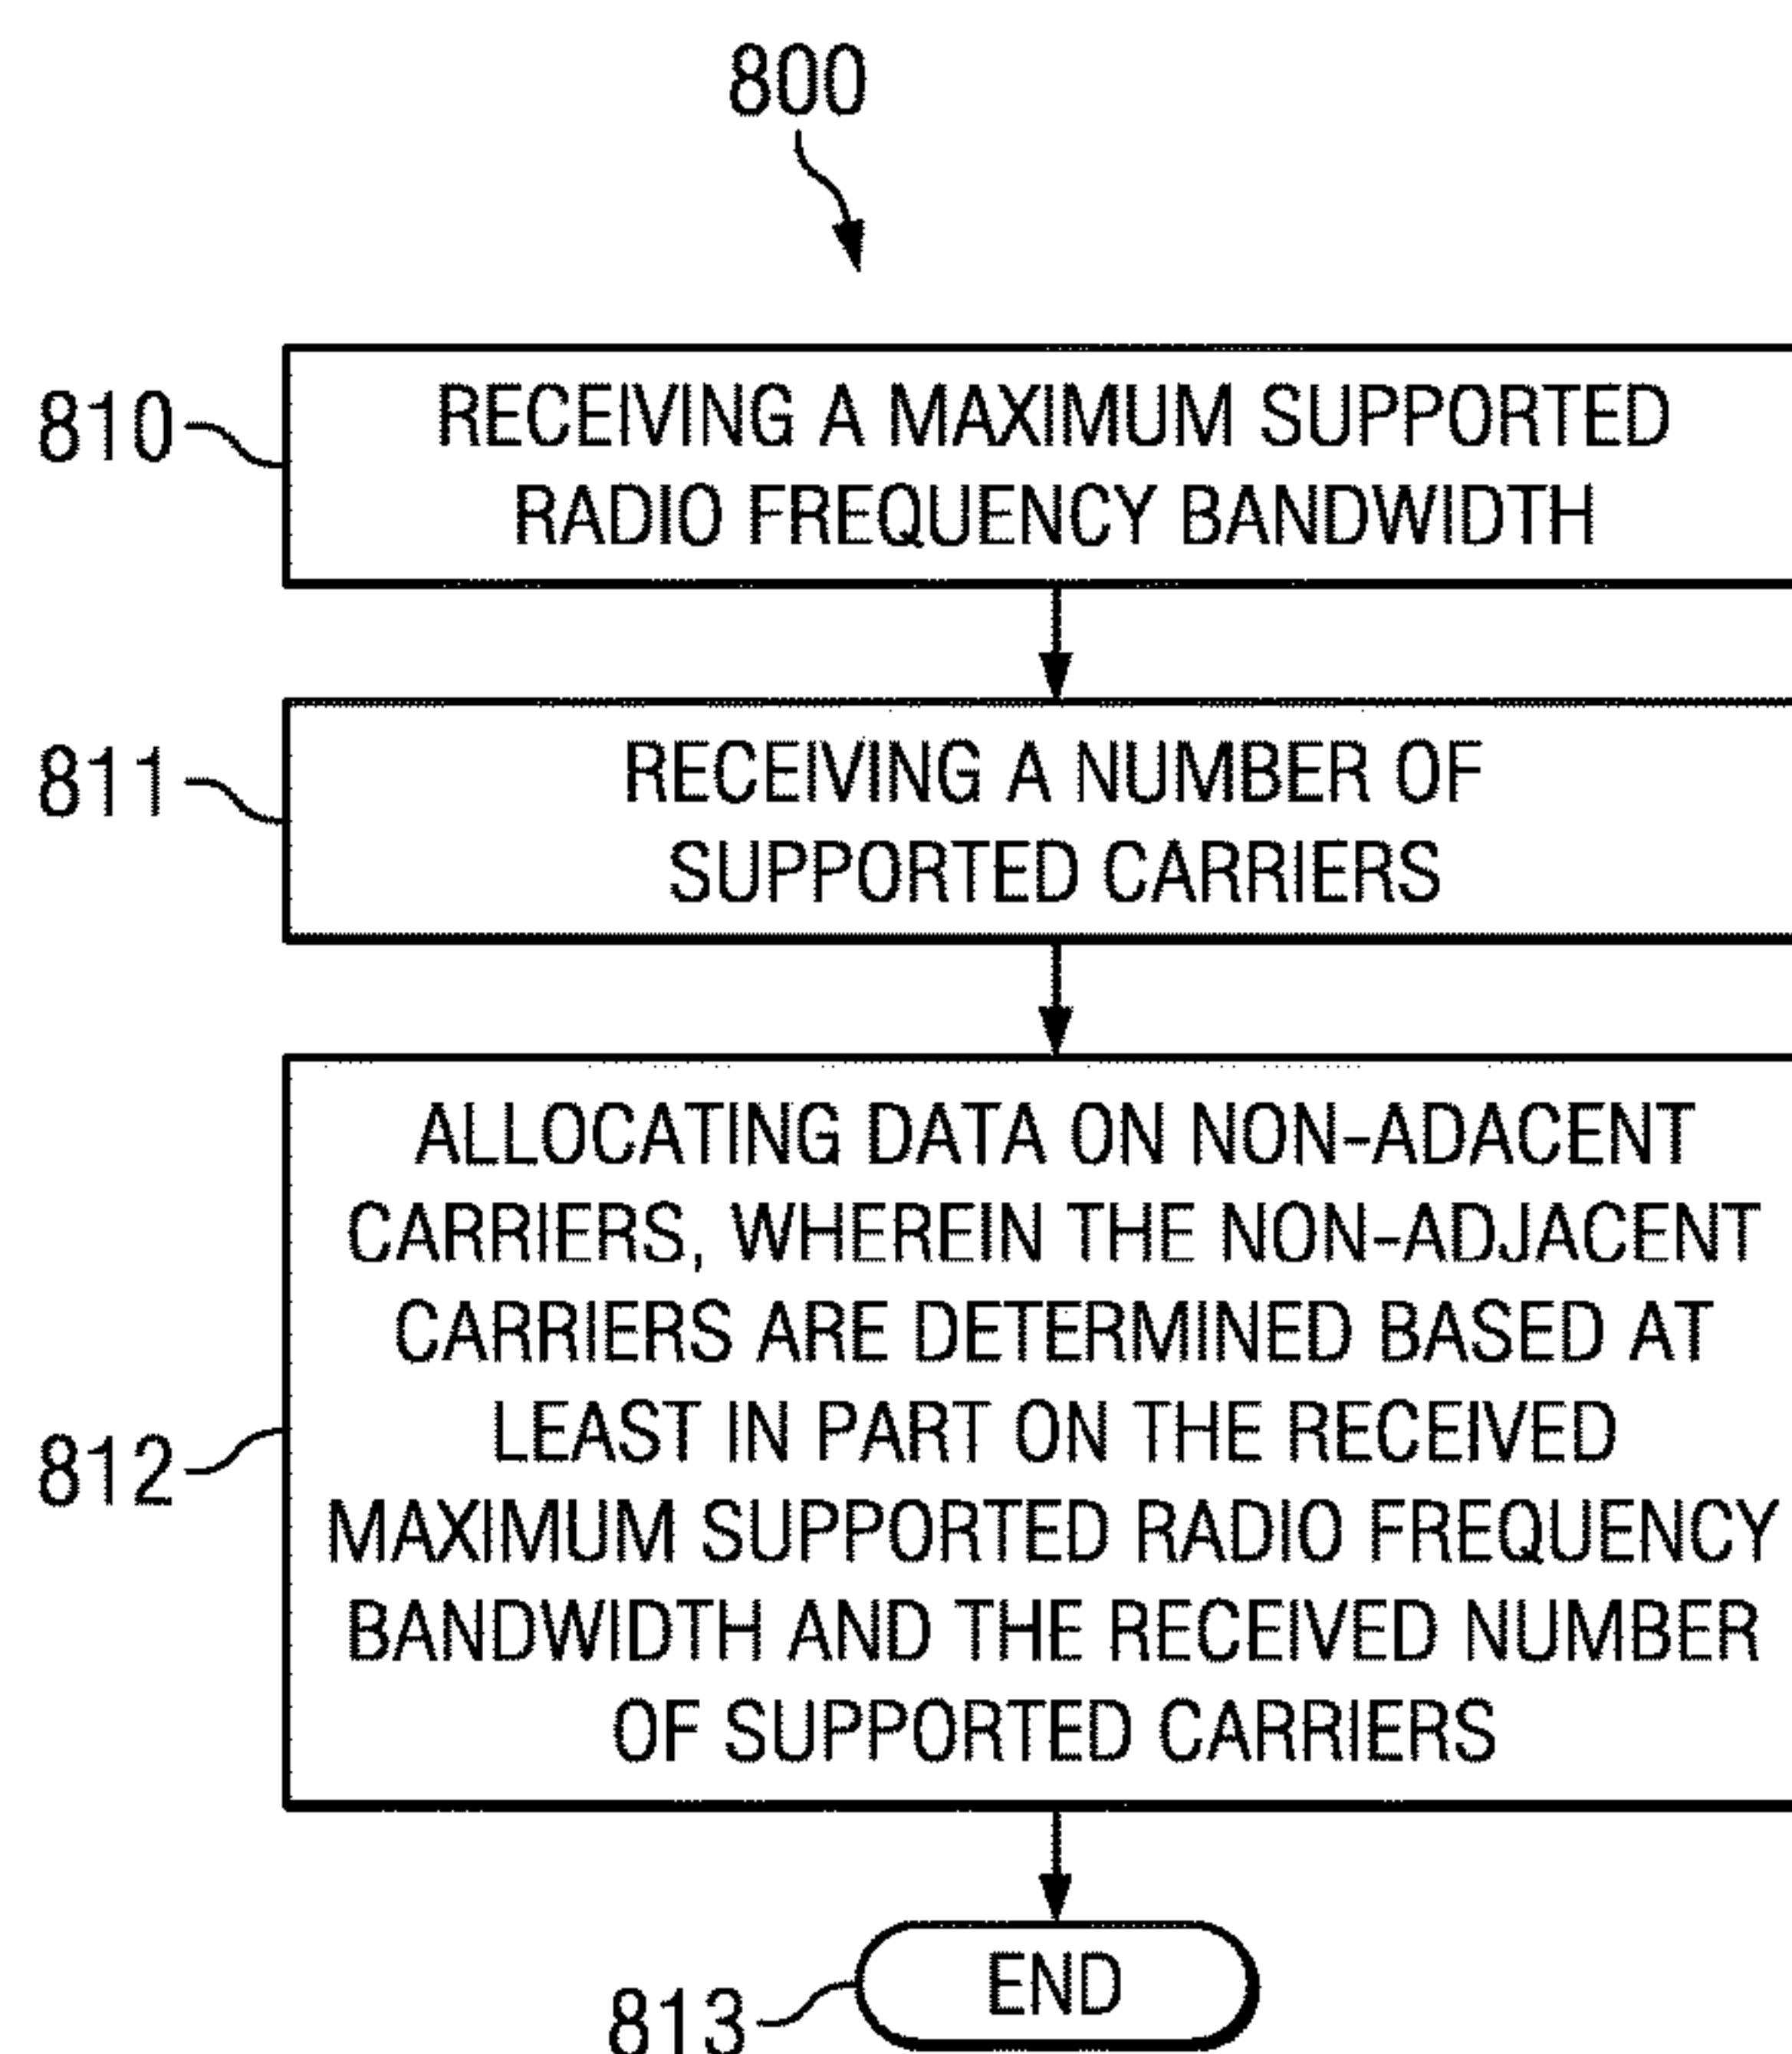 800
810
RECEIVING A MAXIMUM SUPPORTED
RADIO FREQUENCY BANDWIDTH
811
RECEIVING A NUMBER OF
SUPPORTED CARRIERS
812
ALLOCATING DATA ON NON-ADACENT
CARRIERS, WHEREIN THE NON-ADJACENT
CARRIERS ARE DETERMINED BASED AT
LEAST IN PART ON THE RECEIVED
MAXIMUM SUPPORTED RADIO FREQUENCY
BANDWIDTH AND THE RECEIVED NUMBER
OF SUPPORTED CARRIERS
813
END